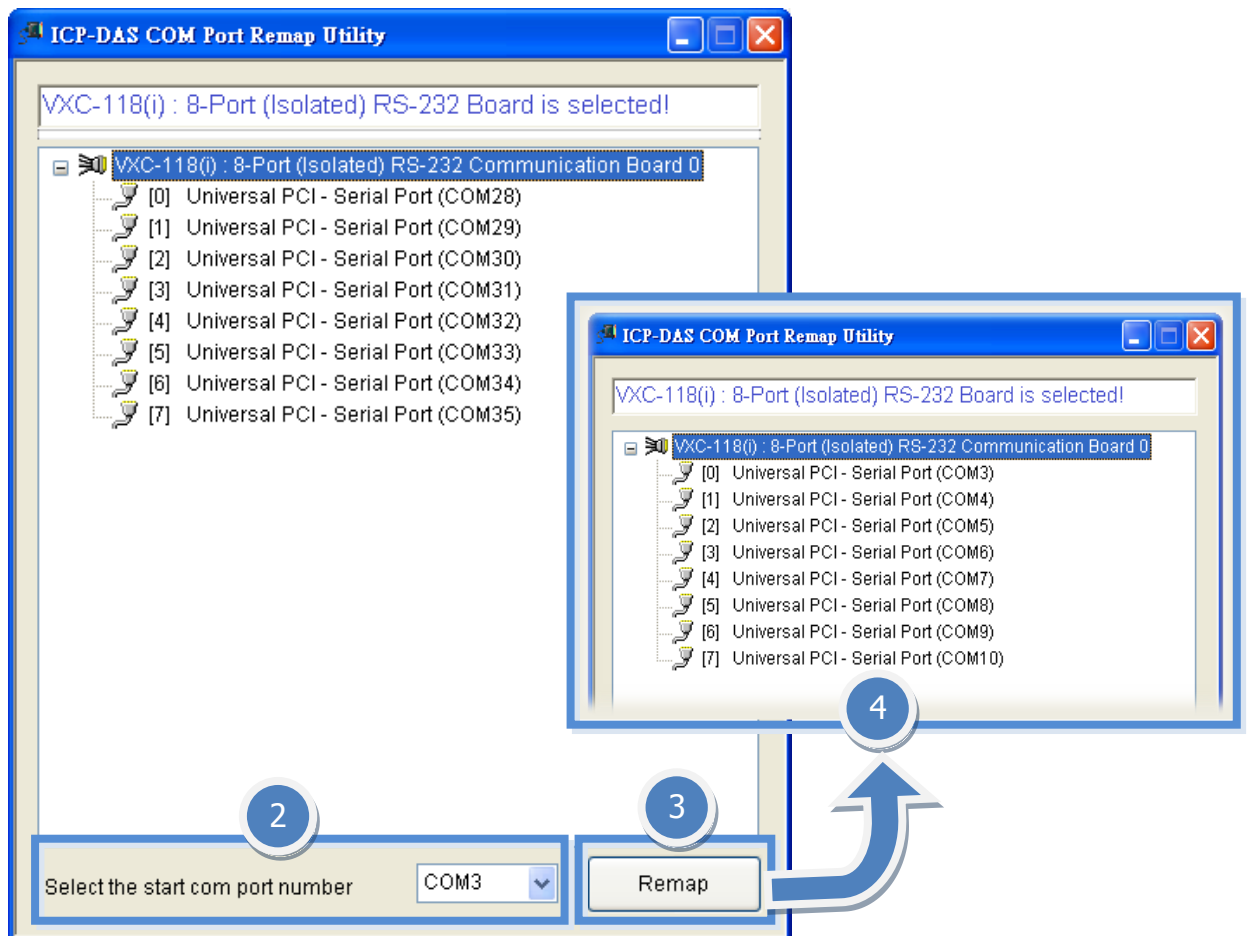 ICP-DAS COM Port Remap Utility
VXC-118(i) : 8-Port (Isolated) RS-232 Board is selected!
VXC-118(i) : 8-Port (Isolated) RS-232 Communication Board 0
[0] Universal PCI - Serial Port (COM28)
[1] Universal PCI - Serial Port (COM29)
[2] Universal PCI - Serial Port (COM30)
[3] Universal PCI - Serial Port (COM31)
[4] Universal PCI - Serial Port (COM32)
[5] Universal PCI - Serial Port (COM33)
[6] Universal PCI - Serial Port (COM34)
[7] Universal PCI - Serial Port (COM35)
2
Select the start com port number
COM3
3
Remap
ICP-DAS COM Port Remap Utility
VXC-118(i) : 8-Port (Isolated) RS-232 Board is selected!
VXC-118(i) : 8-Port (Isolated) RS-232 Communication Board 0
[0] Universal PCI - Serial Port (COM3)
[1] Universal PCI - Serial Port (COM4)
[2] Universal PCI - Serial Port (COM5)
[3] Universal PCI - Serial Port (COM6)
[4] Universal PCI - Serial Port (COM7)
[5] Universal PCI - Serial Port (COM8)
[6] Universal PCI - Serial Port (COM9)
[7] Universal PCI - Serial Port (COM10)
4